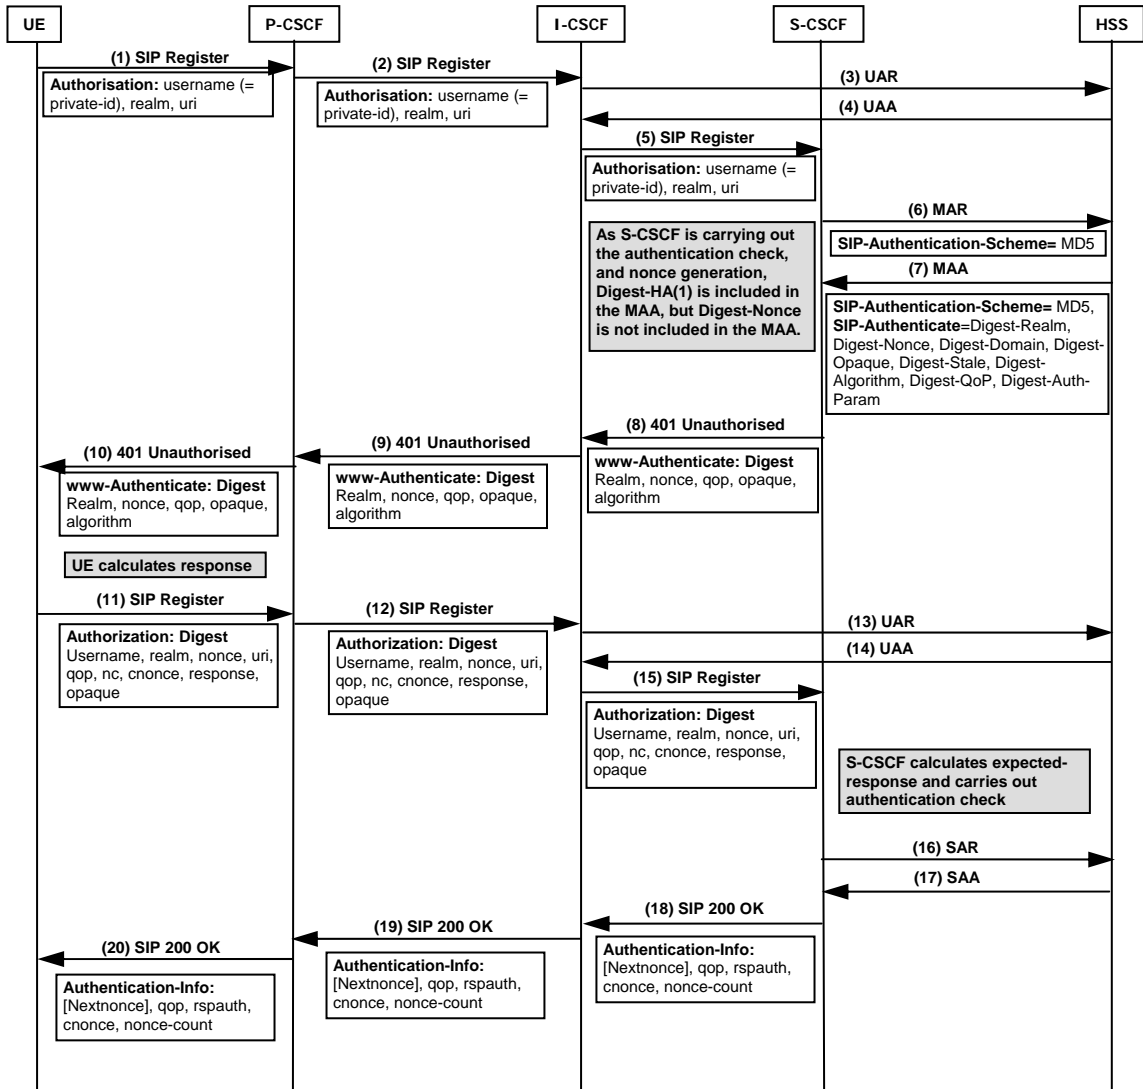 UE
P-CSCF
I-CSCF
S-CSCF
HSS
(1) SIP Register
Authorisation: username (=
private-id), realm, uri
(2) SIP Register
Authorisation: username (=
private-id), realm, uri
(3) UAR
(4) UAA
(5) SIP Register
Authorisation: username (=
private-id), realm, uri
(6) MAR
SIP-Authentication-Scheme= MD5
As S-CSCF is carrying out
the authentication check,
and nonce generation,
Digest-HA(1) is included in
the MAA, but Digest-Nonce
is not included in the MAA.
(7) MAA
SIP-Authentication-Scheme= MD5,
SIP-Authenticate=Digest-Realm,
Digest-Nonce, Digest-Domain, Digest-
Opaque, Digest-Stale, Digest-
Algorithm, Digest-QoP, Digest-Auth-
Param
(8) 401 Unauthorised
www-Authenticate: Digest
Realm, nonce, qop, opaque,
algorithm
(9) 401 Unauthorised
www-Authenticate: Digest
Realm, nonce, qop, opaque,
algorithm
(10) 401 Unauthorised
www-Authenticate: Digest
Realm, nonce, qop, opaque,
algorithm
UE calculates response
(11) SIP Register
Authorization: Digest
Username, realm, nonce, uri,
qop, nc, cnonce, response,
opaque
(12) SIP Register
Authorization: Digest
Username, realm, nonce, uri,
qop, nc, cnonce, response,
opaque
(13) UAR
(14) UAA
(15) SIP Register
Authorization: Digest
Username, realm, nonce, uri,
qop, nc, cnonce, response,
opaque
S-CSCF calculates expected-
response and carries out
authentication check
(16) SAR
(17) SAA
(18) SIP 200 OK
Authentication-Info:
[Nextnonce], qop, rspauth,
cnonce, nonce-count
(19) SIP 200 OK
Authentication-Info:
[Nextnonce], qop, rspauth,
cnonce, nonce-count
(20) SIP 200 OK
Authentication-Info:
[Nextnonce], qop, rspauth,
cnonce, nonce-count